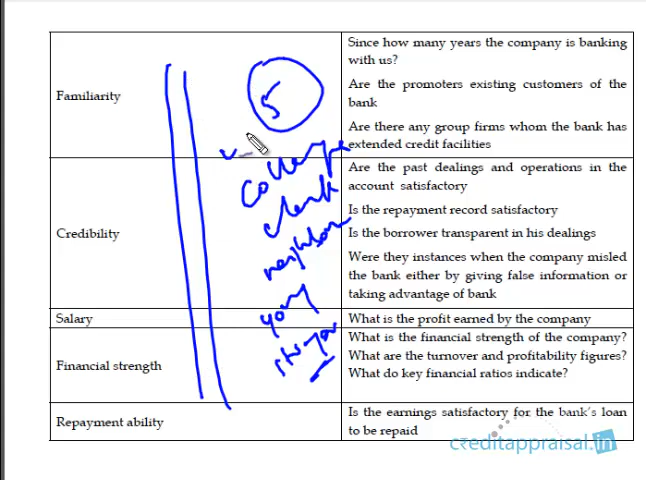 Since how many years the company is banking
with us?
Familiarity
Are the promoters existing customers of the
bank
Are there any group firms whom the bank has
extended credit facilities
5
Are the past dealings and operations in the
account satisfactory
Is the repayment record satisfactory
Credibility
Is the borrower transparent in his dealings
Were they instances when the company misled
the bank either by giving false information or
taking advantage of bank
Salary
What is the profit earned by the company
What is the financial strength of the company?
Financial strength
What are the turnover and profitability figures?
What do key financial ratios indicate?
Repayment ability
Is the earnings satisfactory for the bank's loan
to be repaid
creditappraisal.in